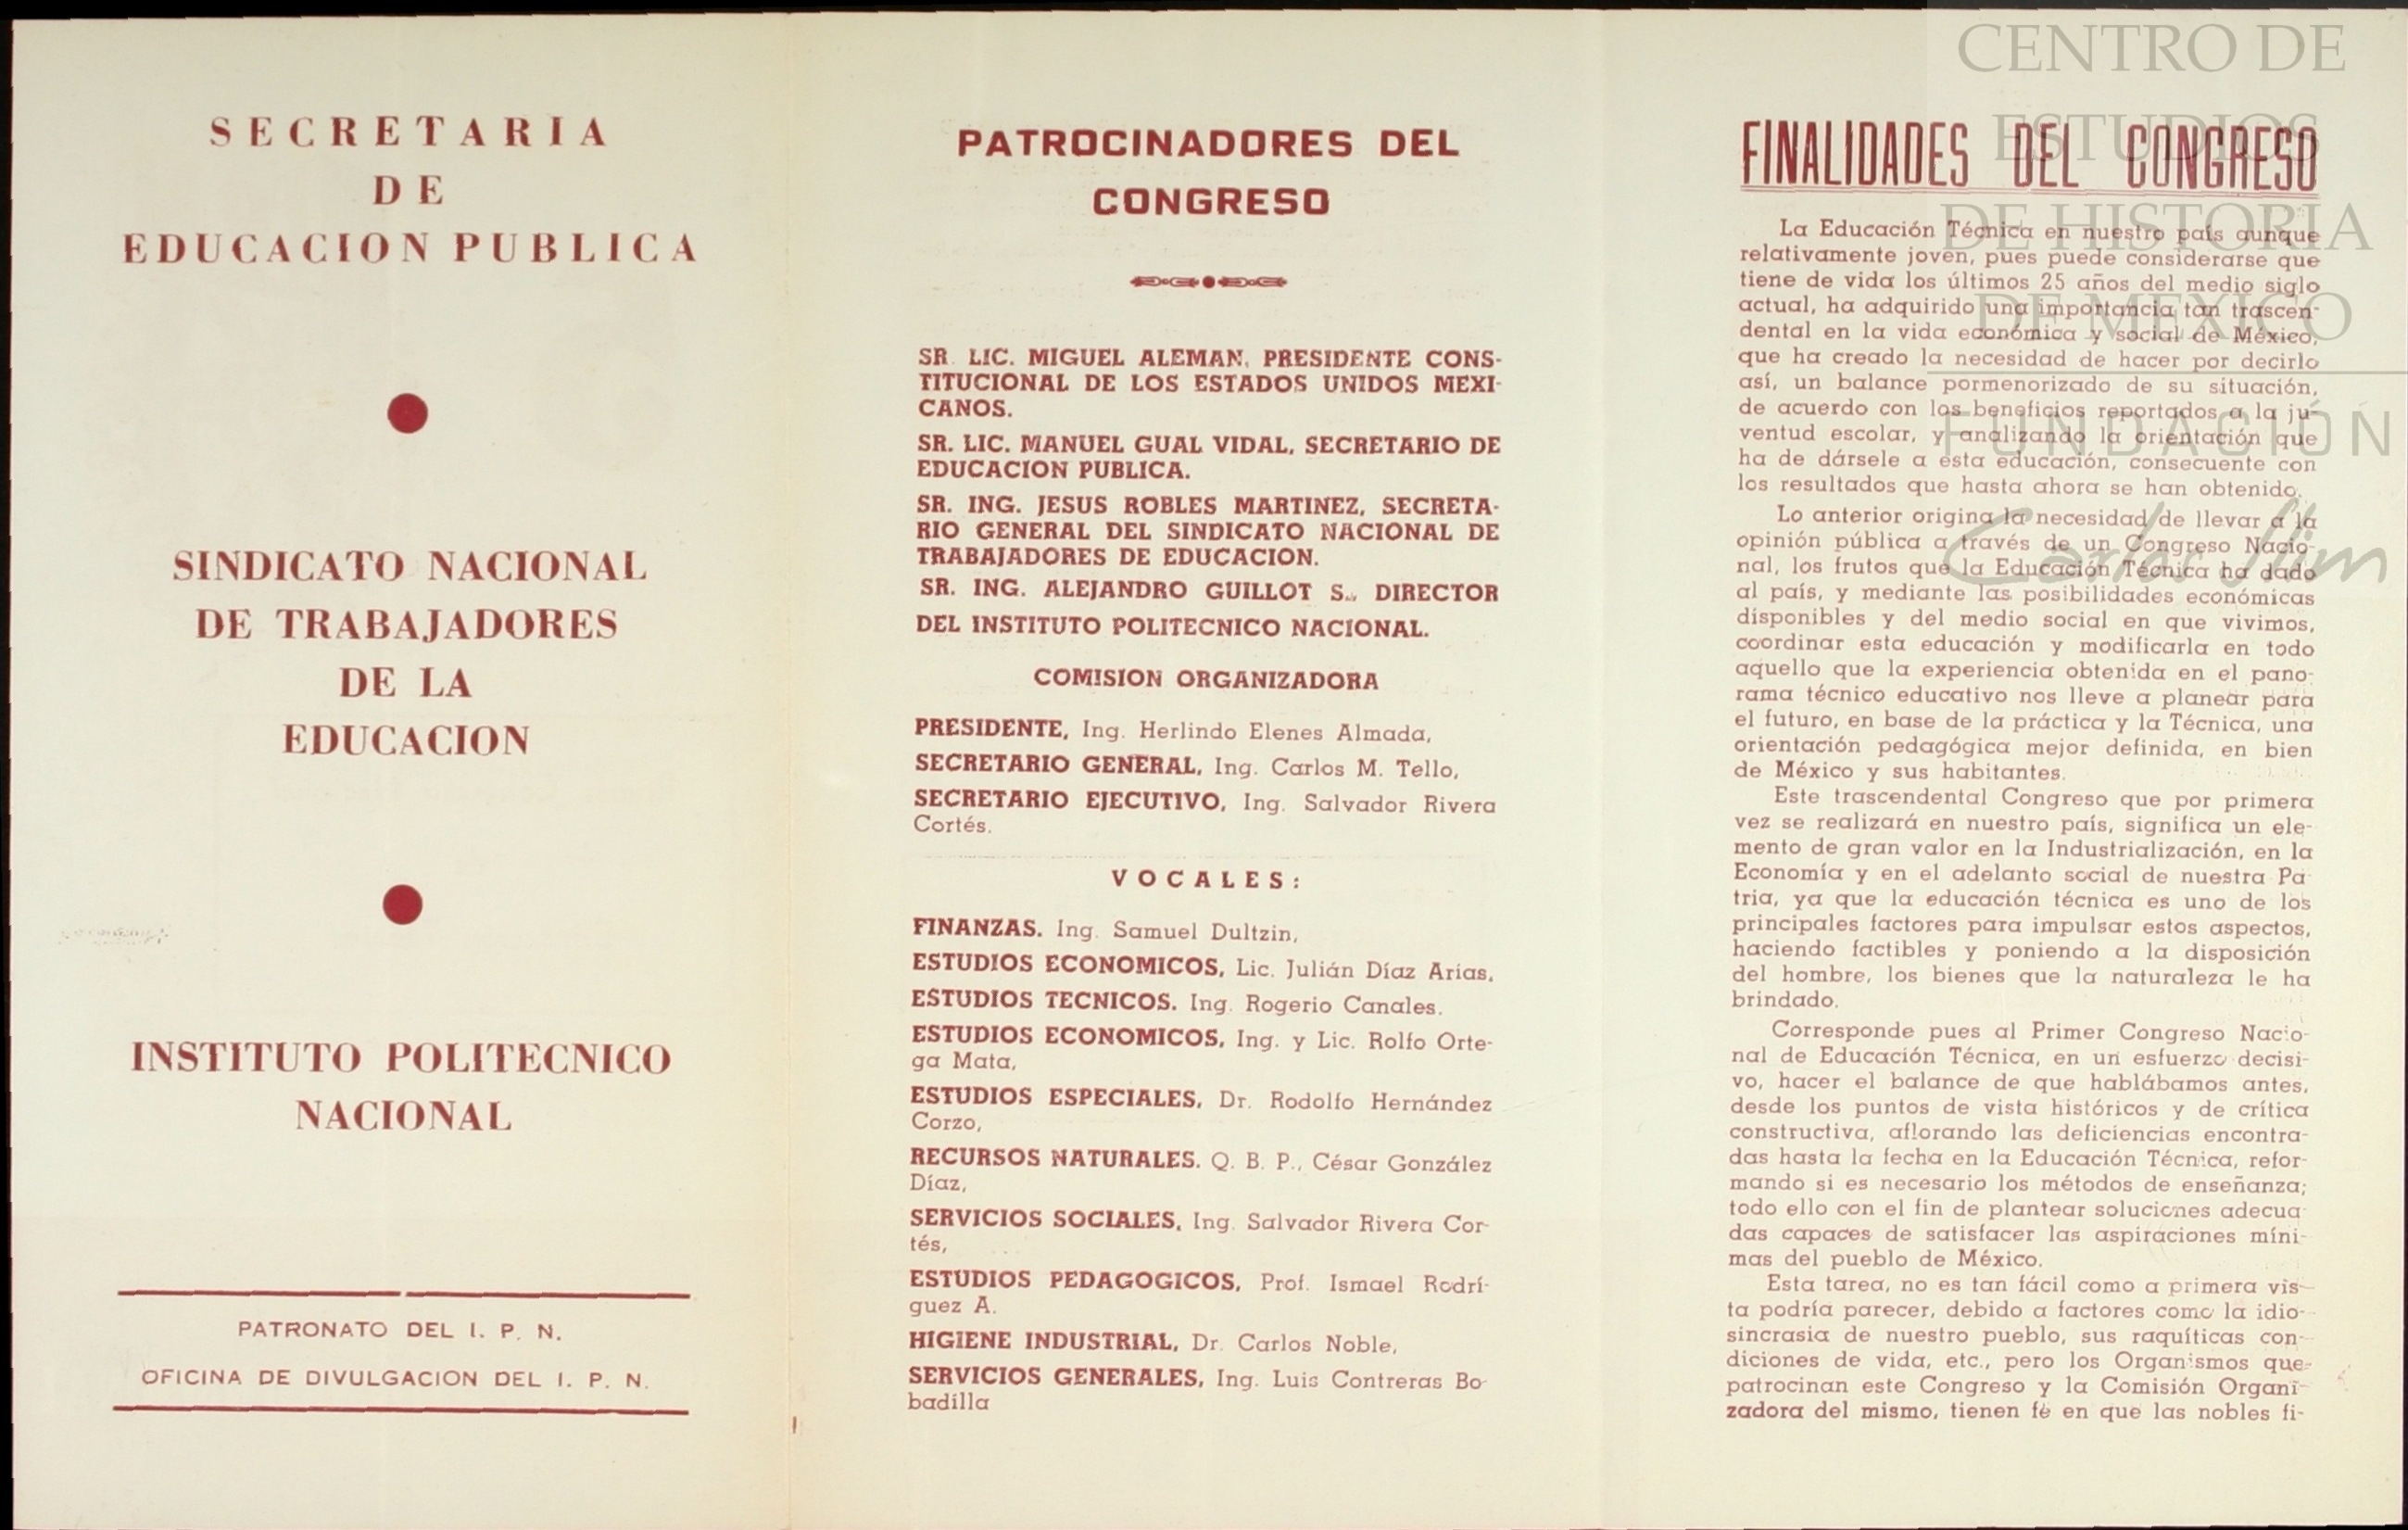 SECRETARIA
DE
EDUCACION PUBLICA
SINDICATO NACIONAL
DE TRABAJADORES
DE LA
EDUCACION
INSTITUTO POLITECNICO
NACIONAL
PATRONATO DEL I. P. N.
OFICINA DE DIVULGACION DEL I. P. N.
PATROCINADORES DEL
CONGRESO
SR. LIC. MIGUEL ALEMAN, PRESIDENTE CONS-
TITUCIONAL DE LOS ESTADOS UNIDOS MEXI-
CANOS.
SR. LIC. MANUEL GUAL VIDAL, SECRETARIO DE
EDUCACION PUBLICA.
SR. ING. JESUS ROBLES MARTINEZ, SECRETA-
RIO GENERAL DEL SINDICATO NACIONAL DE
TRABAJADORES DE EDUCACION.
SR. ING. ALEJANDRO GUILLOT S., DIRECTOR
DEL INSTITUTO POLITECNICO NACIONAL.
COMISION ORGANIZADORA
PRESIDENTE, Ing. Herlindo Elenes Almada,
SECRETARIO GENERAL, Ing. Carlos M. Tello,
SECRETARIO EJECUTIVO, Ing. Salvador Rivera
Cortés.
VOCALES:
FINANZAS. Ing. Samuel Dultzin,
ESTUDIOS ECONOMICOS, Lic. Julián Díaz Arias,
ESTUDIOS TECNICOS. Ing. Rogerio Canales.
ESTUDIOS ECONOMICOS, Ing. y Lic. Rolfo Orte-
ga Mata,
ESTUDIOS ESPECIALES, Dr. Rodolfo Hernández
Corzo,
RECURSOS NATURALES. Q. B. P., César González
Díaz,
SERVICIOS SOCIALES, Ing. Salvador Rivera Cor-
tés,
ESTUDIOS PEDAGOGICOS, Prof. Ismael Rodrí-
guez A.
HIGIENE INDUSTRIAL, Dr. Carlos Noble,
SERVICIOS GENERALES, Ing. Luis Contreras Bo-
badilla
FINALIDADES DEL CONGRESO
La Educación Técnica en nuestro país aunque
relativamente joven, pues puede considerarse que
tiene de vida los últimos 25 años del medio siglo
actual, ha adquirido una importancia tan trascen-
dental en la vida económica y social de México,
que ha creado la necesidad de hacer por decirlo
así, un balance pormenorizado de su situación,
de acuerdo con los beneficios reportados a la ju-
ventud escolar, y analizando la orientación que
ha de dársele a esta educación, consecuente con
los resultados que hasta ahora se han obtenido.
Lo anterior origina la necesidad de llevar a la
opinión pública a través de un Congreso Nacio-
nal, los frutos que la Educación Técnica ha dado
al país, y mediante las posibilidades económicas
disponibles y del medio social en que vivimos,
coordinar esta educación y modificarla en todo
aquello que la experiencia obtenida en el pano-
rama técnico educativo nos lleve a planear para
el futuro, en base de la práctica y la Técnica, una
orientación pedagógica mejor definida, en bien
de México y sus habitantes.
Este trascendental Congreso que por primera
vez se realizará en nuestro país, significa un ele-
mento de gran valor en la Industrialización, en la
Economía y en el adelanto social de nuestra Pa-
tria, ya que la educación técnica es uno de los
principales factores para impulsar estos aspectos,
haciendo factibles y poniendo a la disposición
del hombre, los bienes que la naturaleza le ha
brindado.
Corresponde pues al Primer Congreso Nacio-
nal de Educación Técnica, en un esfuerzo decisi-
vo, hacer el balance de que hablábamos antes,
desde los puntos de vista históricos y de crítica
constructiva, aflorando las deficiencias encontra-
das hasta la fecha en la Educación Técnica, refor-
mando si es necesario los métodos de enseñanza;
todo ello con el fin de plantear soluciones adecua-
das capaces de satisfacer las aspiraciones míni-
mas del pueblo de México.
Esta tarea, no es tan fácil como a primera vis-
ta podría parecer, debido a factores como la idio-
sincrasia de nuestro pueblo, sus raquíticas con-
diciones de vida, etc., pero los Organismos que
patrocinan este Congreso y la Comisión Organi-
zadora del mismo, tienen fé en que las nobles fi-
CENTRO DE
ESTUDIOS
DE HISTORIA
DE MEXICO
FUNDACIÓN
Carlos Slim